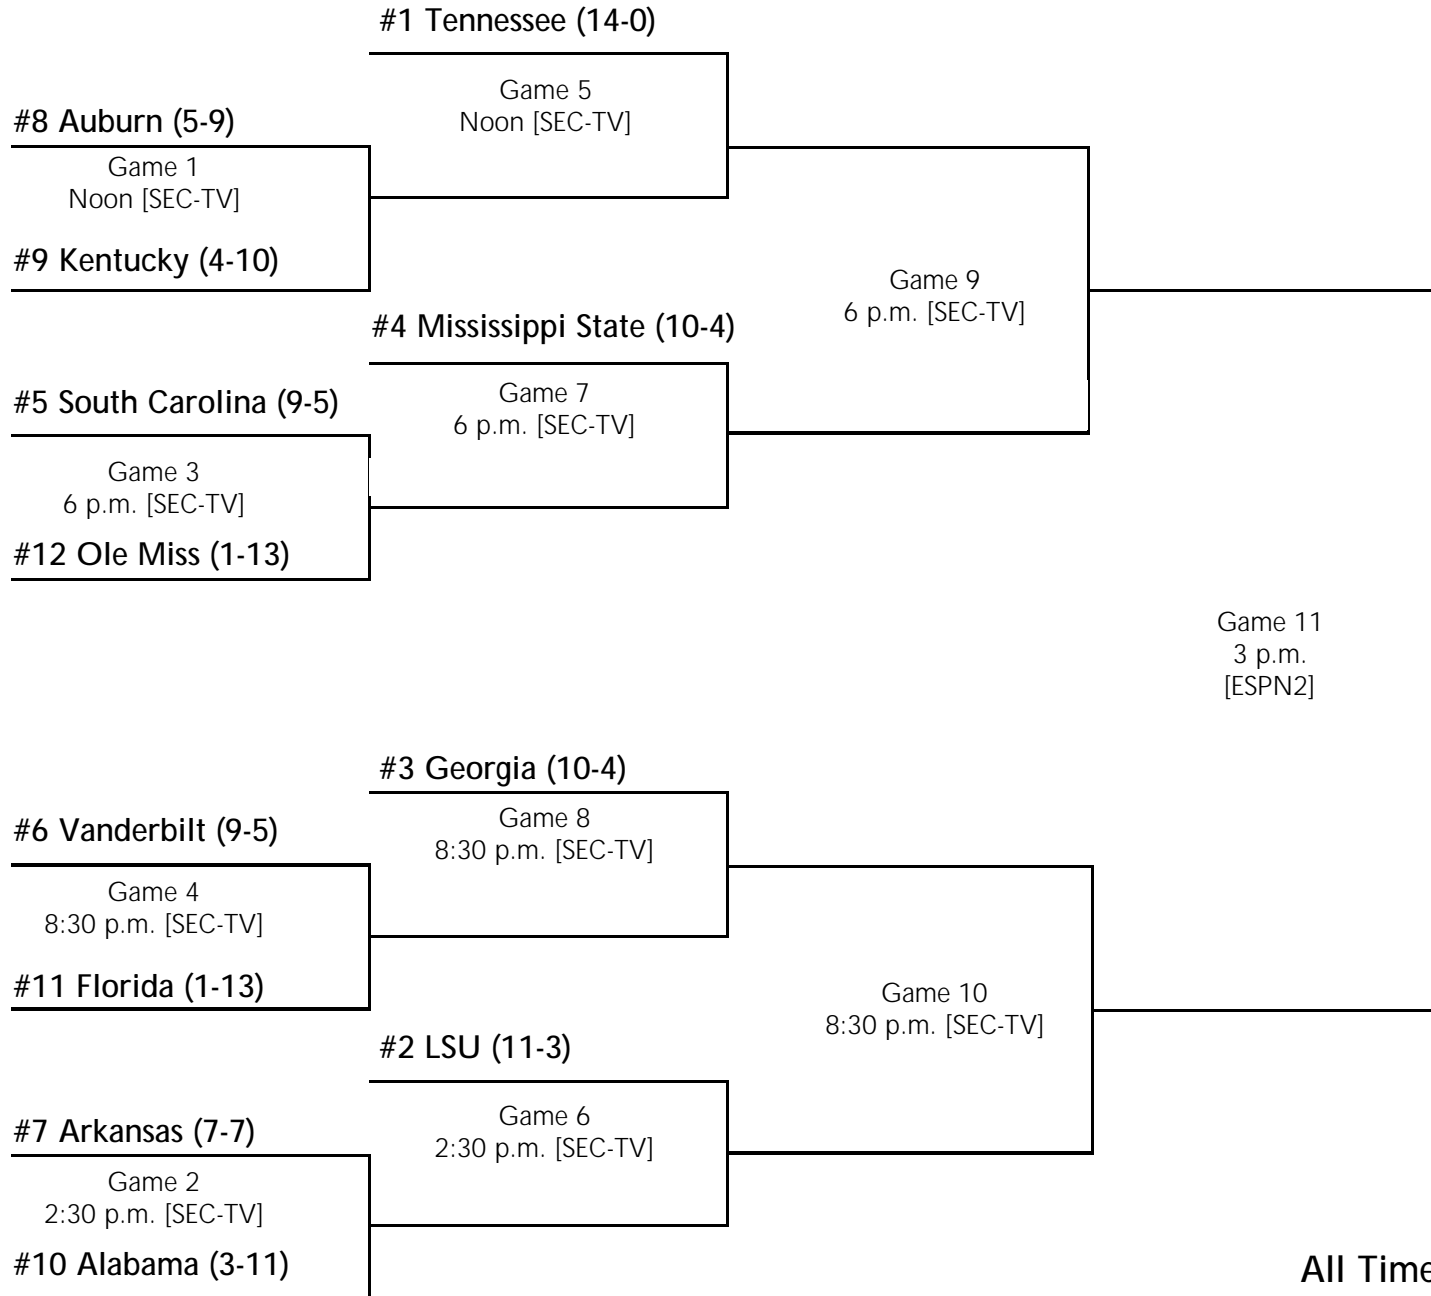 #1 Tennessee (14-0)
Game 5
Noon [SEC-TV]
#8 Auburn (5-9)
Game 1
Noon [SEC-TV]
#9 Kentucky (4-10)
Game 9
6 p.m. [SEC-TV]
#4 Mississippi State (10-4)
Game 7
6 p.m. [SEC-TV]
#5 South Carolina (9-5)
Game 3
6 p.m. [SEC-TV]
#12 Ole Miss (1-13)
Game 11
3 p.m.
[ESPN2]
#3 Georgia (10-4)
Game 8
8:30 p.m. [SEC-TV]
#6 Vanderbilt (9-5)
Game 4
8:30 p.m. [SEC-TV]
#11 Florida (1-13)
Game 10
8:30 p.m. [SEC-TV]
#2 LSU (11-3)
Game 6
2:30 p.m. [SEC-TV]
#7 Arkansas (7-7)
Game 2
2:30 p.m. [SEC-TV]
#10 Alabama (3-11)
All Time